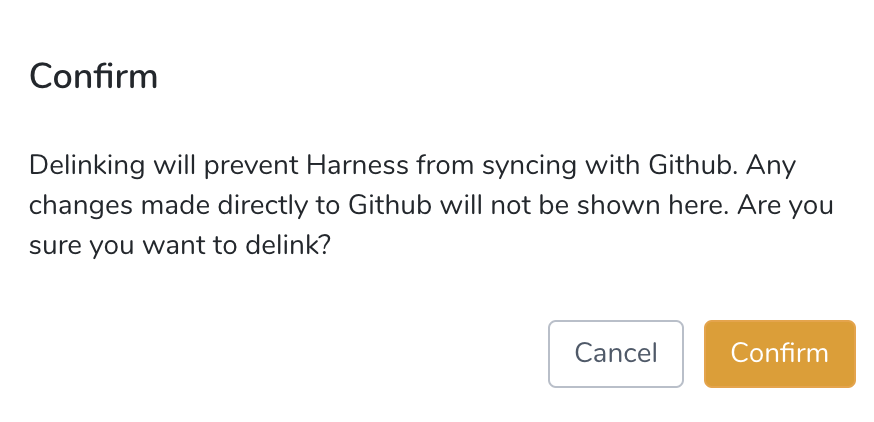 Confirm
Delinking will prevent Harness from syncing with Github. Any
changes made directly to Github will not be shown here. Are you
sure you want to delink?
Cancel
Confirm